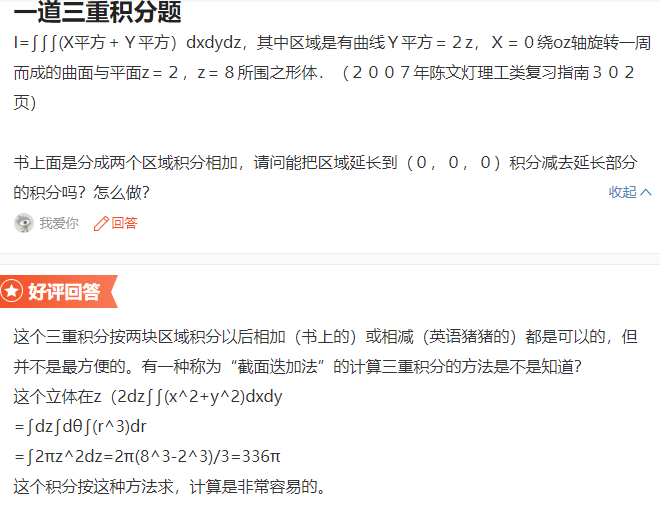 一道三重积分题
I=∫∫∫(X平方＋Ｙ平方）dxdydz，其中区域是有曲线Ｙ平方＝２z，Ｘ＝０绕oz轴旋转一周
而成的曲面与平面z＝２，z＝８所围之形体．（２００７年陈文灯理工类复习指南３０２
页）
书上面是分成两个区域积分相加，请问能把区域延长到（０，０，０）积分减去延长部分
的积分吗？怎么做？
收起
我爱你 回答
好评回答
这个三重积分按两块区域积分以后相加（书上的）或相减（英语猪猪的）都是可以的，但
并不是最方便的。有一种称为“截面迭加法”的计算三重积分的方法是不是知道？
这个立体在z（2dz∫∫(x^2+y^2)dxdy
=∫dz∫dθ∫(r^3)dr
=∫2πz^2dz=2π(8^3-2^3)/3=336π
这个积分按这种方法求，计算是非常容易的。